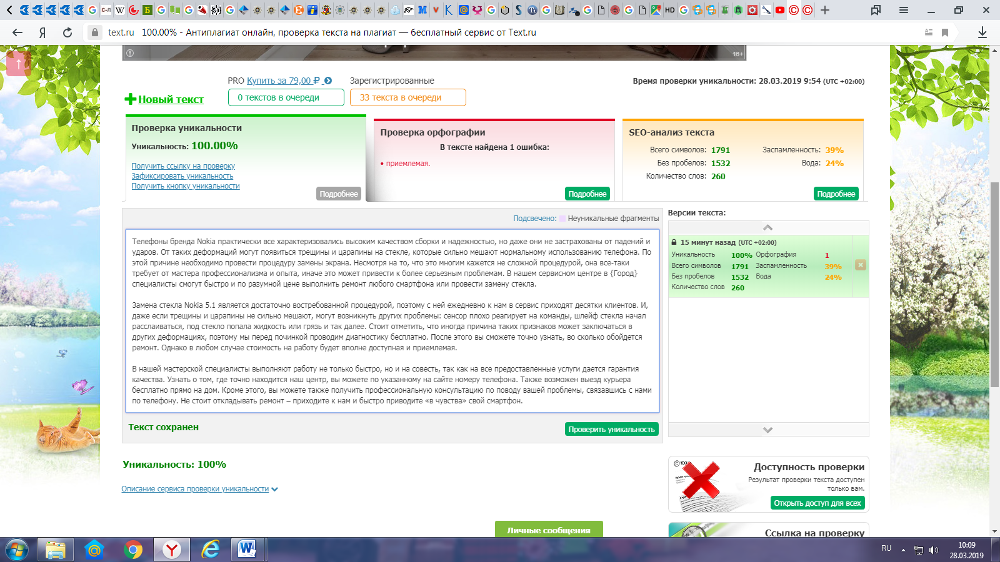 text.ru 100.00% - Антиплагиат онлайн, проверка текста на плагиат — бесплатный сервис от Text.ru
16+
PRO Купить за 79,00 ₽
Зарегистрированные
Время проверки уникальности: 28.03.2019 9:54 (UTC +02:00)
Новый текст
0 текстов в очереди
33 текста в очереди
Проверка уникальности
Уникальность: 100.00%
Получить ссылку на проверку
Зафиксировать уникальность
Получить кнопку уникальности
Подробнее
Проверка орфографии
В тексте найдена 1 ошибка:
• приемлемая.
Подробнее
SEO-анализ текста
Всего символов: 1791 Заспамленность: 39%
Без пробелов: 1532 Вода: 24%
Количество слов: 260
Подробнее
Подсвечено: Неуникальные фрагменты
Телефоны бренда Nokia практически все характеризовались высоким качеством сборки и надежностью, но даже они не застрахованы от падений и
ударов. От таких деформаций могут появиться трещины и царапины на стекле, которые сильно мешают нормальному использованию телефона. По
этой причине необходимо провести процедуру замены экрана. Несмотря на то, что это многим кажется не сложной процедурой, она все-таки
требует от мастера профессионализма и опыта, иначе это может привести к более серьезным проблемам. В нашем сервисном центре в {Город}
специалисты смогут быстро и по разумной цене выполнить ремонт любого смартфона или провести замену стекла.
Замена стекла Nokia 5.1 является достаточно востребованной процедурой, поэтому с ней ежедневно к нам в сервис приходят десятки клиентов. И,
даже если трещины и царапины не сильно мешают, могут возникнуть других проблемы: сенсор плохо реагирует на команды, шлейф стекла начал
расслаиваться, под стекло попала жидкость или грязь и так далее. Стоит отметить, что иногда причина таких признаков может заключаться в
других деформациях, поэтому мы перед починкой проводим диагностику бесплатно. После этого вы сможете точно узнать, во сколько обойдется
ремонт. Однако в любом случае стоимость на работу будет вполне доступная и приемлемая.
В нашей мастерской специалисты выполняют работу не только быстро, но и на совесть, так как на все предоставленные услуги дается гарантия
качества. Узнать о том, где точно находится наш центр, вы можете по указанному на сайте номеру телефона. Также возможен выезд курьера
бесплатно прямо на дом. Кроме этого, вы можете также получить профессиональную консультацию по поводу вашей проблемы, связавшись с нами
по телефону. Не стоит откладывать ремонт – приходите к нам и быстро приводите «в чувства» свой смартфон.
Текст сохранен
Проверить уникальность
Версии текста:
15 минут назад (UTC +02:00)
Уникальность 100% Орфография 1
Всего символов 1791 Заспамленность 39%
Без пробелов 1532 Вода 24%
Количество слов 260
Уникальность: 100%
Описание сервиса проверки уникальности
Доступность проверки
Результат проверки текста доступен
только вам.
Открыть доступ для всех
Личные сообщения
Ссылка на проверку
RU
10:09
28.03.2019